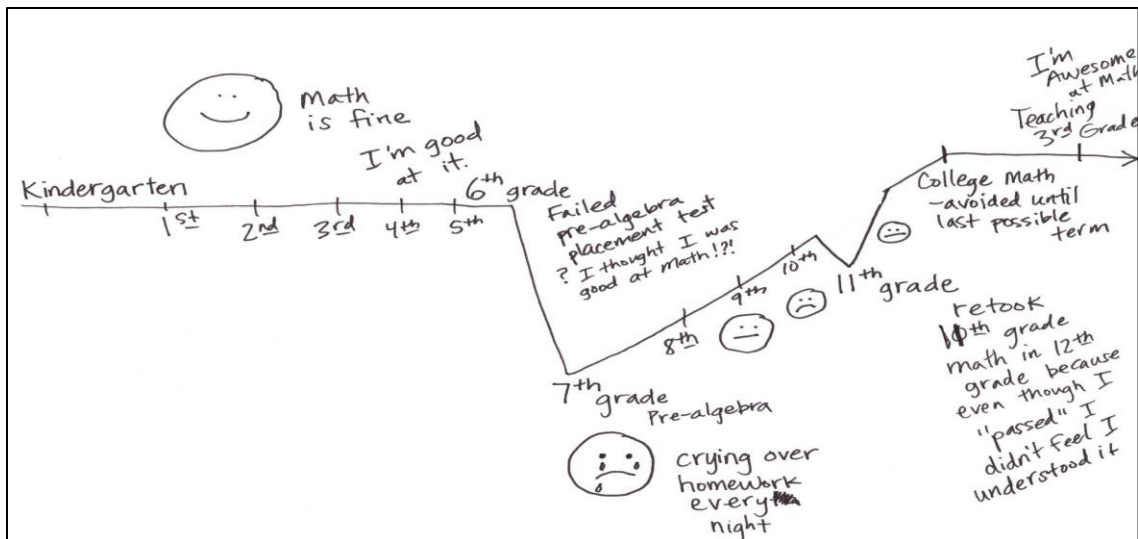 Kindergarten
1st
2nd
3rd
4th
5th
Math
is fine
I'm good
at it.
6th grade
Failed
pre-algebra
placement test
? I thought I was
good at math!?!
7th
grade
Pre-algebra
crying over
homework
every
night
8th
9th
10th
11th
grade
retook
grade
math in 12th
grade because
even though I
"passed" I
didn't feel I
understood it
College Math
-avoided until
last possible
term
I'm
Awesome
at Math
Teaching
3rd Grade